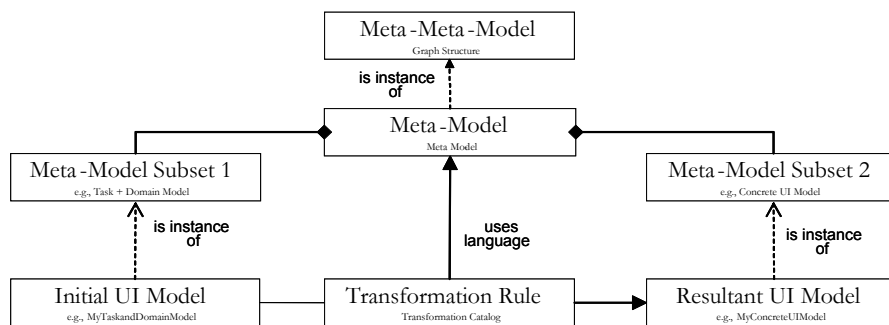 Meta-Meta-Model
Graph Structure
is instance
of
Meta-Model
Meta Model
Meta-Model Subset 1
e.g., Task + Domain Model
Meta-Model Subset 2
e.g., Concrete UI Model
is instance
of
uses
language
is instance
of
Initial UI Model
e.g., MyTaskandDomainModel
Transformation Rule
Transformation Catalog
Resultant UI Model
e.g., MyConcreteUIModel